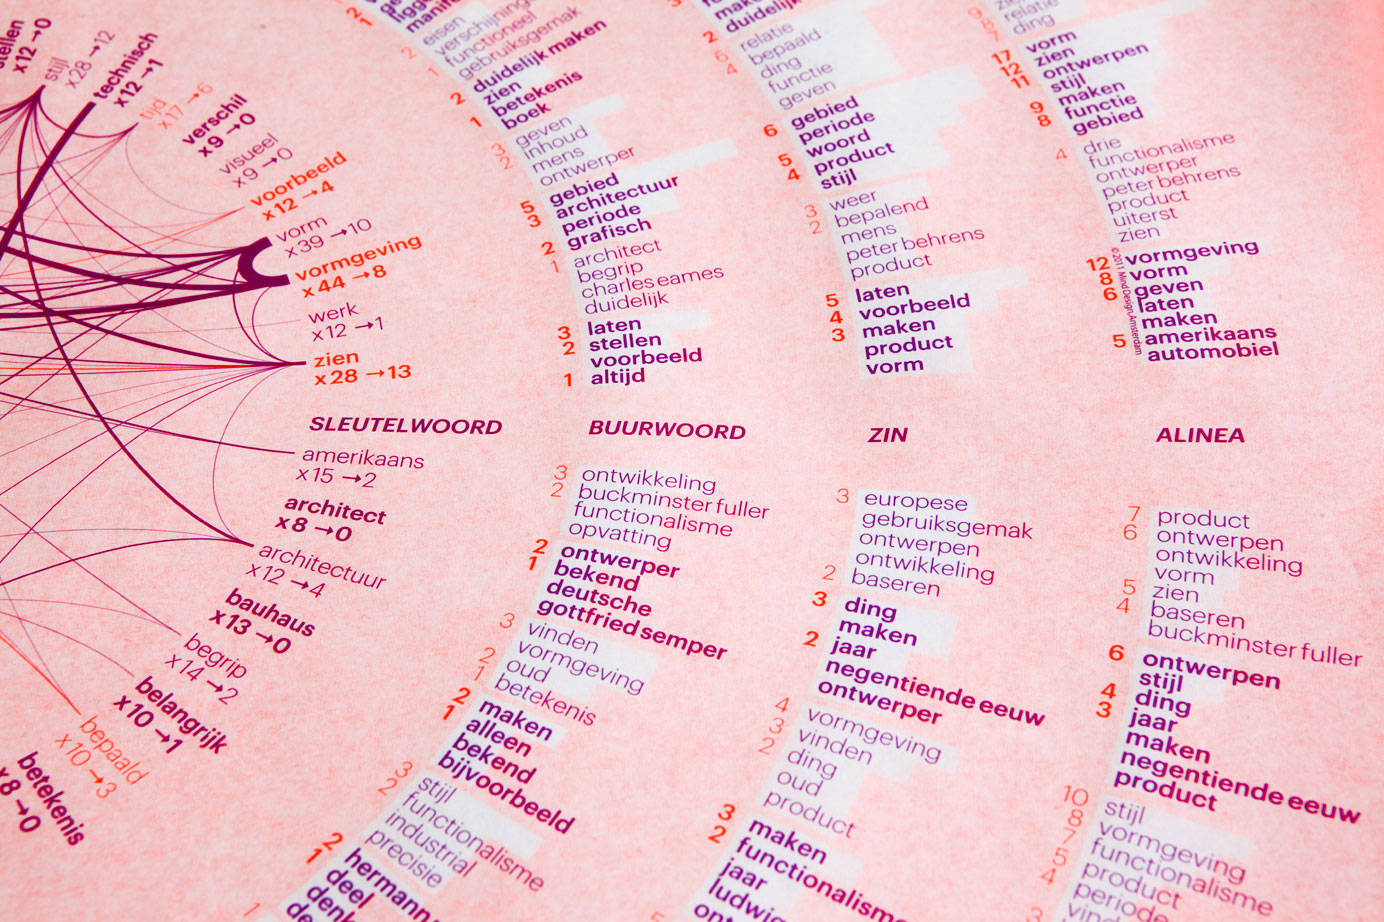 stellen
x12→0
stijl
x28→12
technisch
x12→1
tijd
x17→6
verschil
x9→0
visueel
x9→0
voorbeeld
x12→4
vorm
x39→10
vormgeving
x44→8
werk
x12→1
zien
x28→13
SLEUTELWOORD
amerikaans
x15→2
architect
x8→0
architectuur
x12→4
bauhaus
x13→0
begrip
x14→2
belangrijk
x10→1
bepaald
x10→3
betekenis
x8→0
2
1
2 eisen
verschijning
functioneel
1 gebruiksgemak
duidelijk maken
2 zien
betekenis
1 boek
geven
3 inhoud
2 mens
ontwerper
gebied
5 architectuur
3 periode
grafisch
2 architect
1 begrip
charles eames
duidelijk
3 laten
2 stellen
voorbeeld
1 altijd
BUURWOORD
3 ontwikkeling
2 buckminster fuller
functionalisme
opvatting
2 ontwerper
1 bekend
deutsche
gottfried semper
3 vinden
vormgeving
2 oud
1 betekenis
2 maken
1 alleen
bekend
bijvoorbeeld
3 stijl
2 functionalisme
industrial
precisie
2 hermann
1 deel
1
3
maken
duidelijk
2 relatie
6 bepaald
4 ding
functie
geven
gebied
6 periode
woord
5 product
4 stijl
3 weer
2 bepalend
mens
peter behrens
product
5 laten
4 voorbeeld
3 maken
product
vorm
ZIN
3 europese
gebruiksgemak
ontwerpen
ontwikkeling
2 baseren
3 ding
maken
2 jaar
negentiende eeuw
ontwerper
4 vormgeving
3 vinden
2 ding
oud
product
3 maken
2 functionalisme
jaar
relatie
ding
vorm
17 zien
12 ontwerpen
11 stijl
maken
9 functie
8 gebied
drie
4 functionalisme
ontwerper
peter behrens
product
uiterst
zien
12 vormgeving
8 vorm
6 geven
laten
maken
5 amerikaans
automobiel
©2011 Mind Design Amsterdam
ALINEA
7 product
6 ontwerpen
ontwikkeling
vorm
5 zien
4 baseren
buckminster fuller
6 ontwerpen
stijl
4 ding
3 jaar
maken
negentiende eeuw
product
10 stijl
8 vormgeving
7 functionalisme
5 product
4 periode